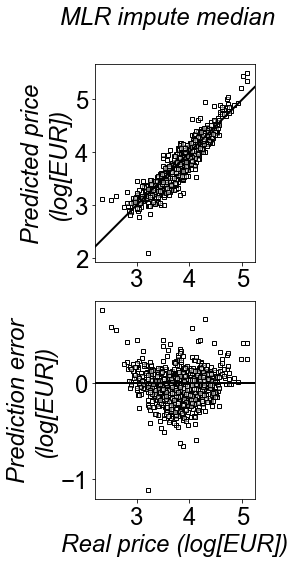 MLR impute median
Predicted price
(log[EUR])
5
4
3
2
3 4 5
Prediction error
(log[EUR])
0
−1
3 4 5
Real price (log[EUR])